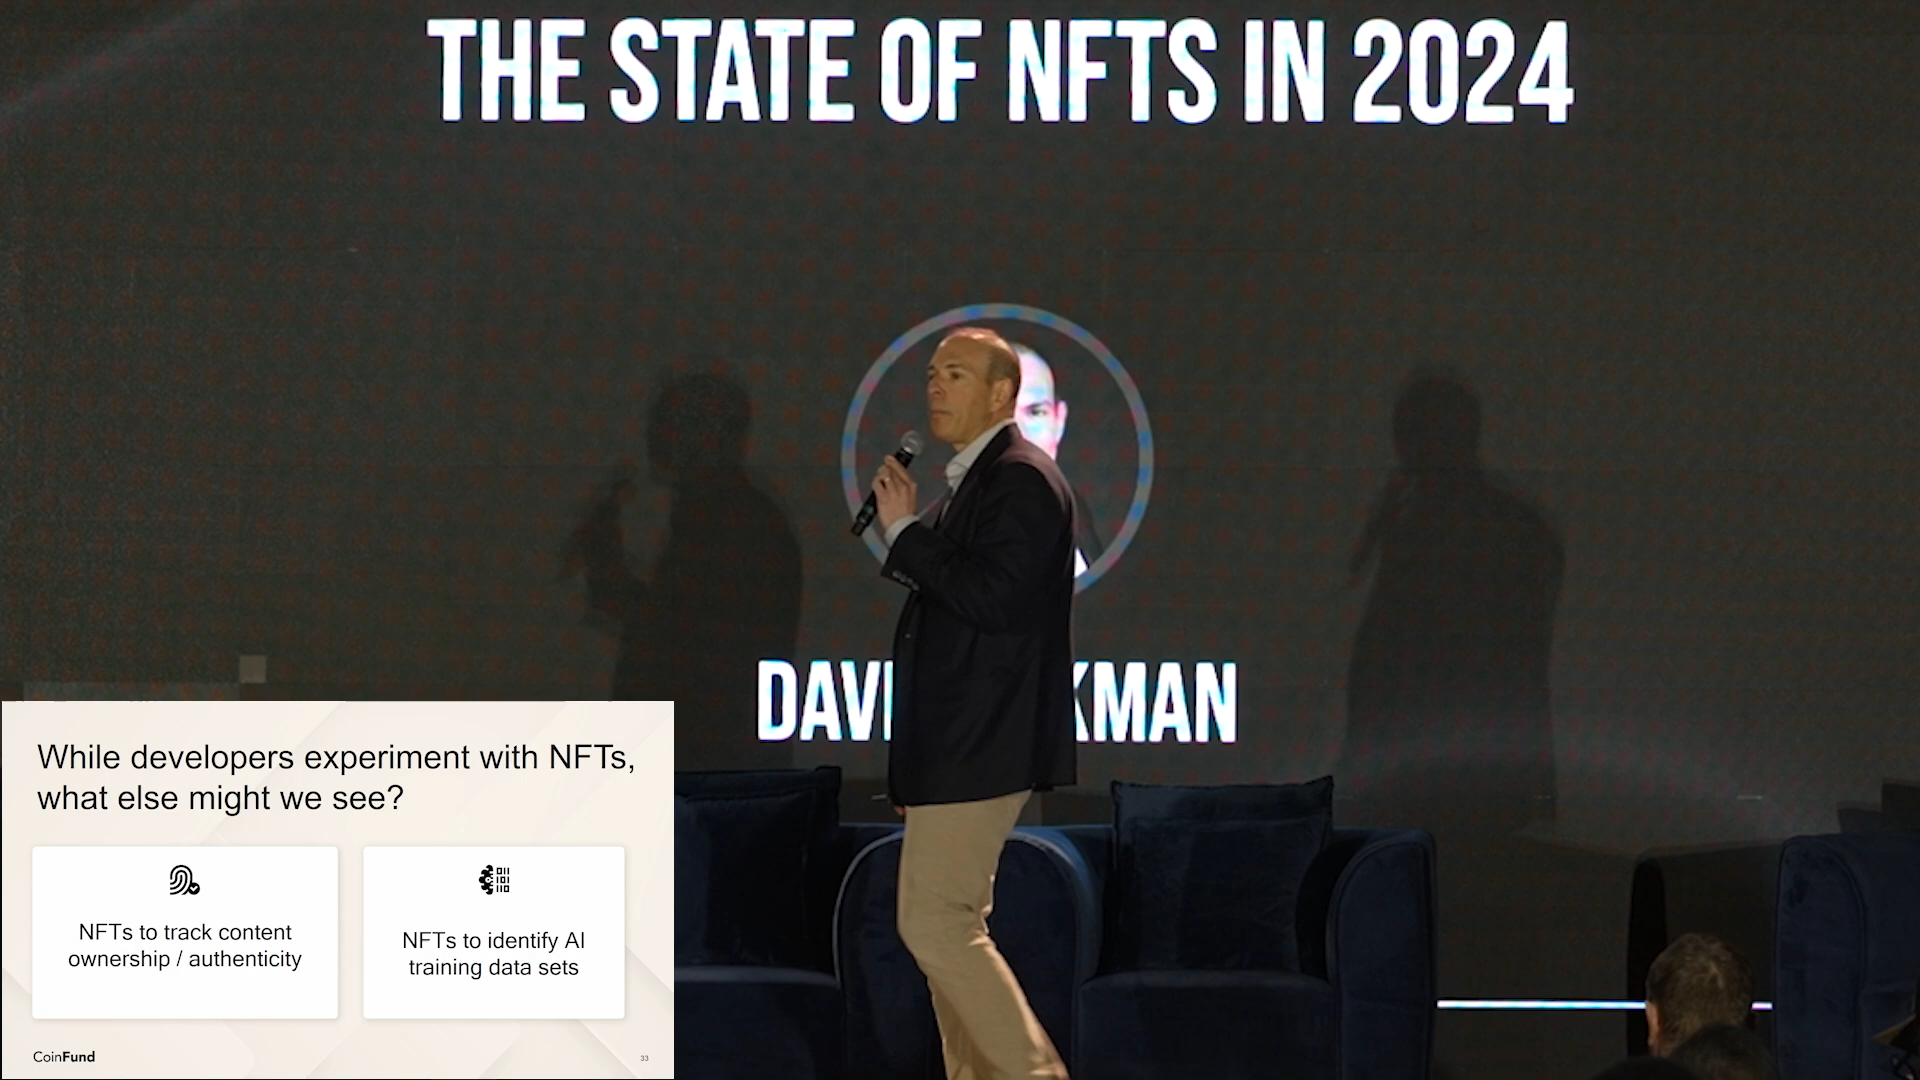 THE STATE OF NFTS IN 2024
DAVI KMAN
While developers experiment with NFTs,
what else might we see?
NFTs to track content
ownership / authenticity
NFTs to identify AI
training data sets
CoinFund
33